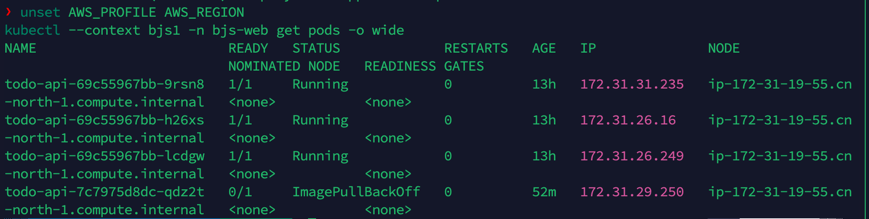 ❯ unset AWS_PROFILE AWS_REGION
kubectl --context bjs1 -n bjs-web get pods -o wide
NAME READY STATUS RESTARTS AGE IP NODE
NOMINATED NODE READINESS GATES
todo-api-69c55967bb-9rsn8 1/1 Running 0 13h 172.31.31.235 ip-172-31-19-55.cn
-north-1.compute.internal <none> <none>
todo-api-69c55967bb-h26xs 1/1 Running 0 13h 172.31.26.16 ip-172-31-19-55.cn
-north-1.compute.internal <none> <none>
todo-api-69c55967bb-lcdgw 1/1 Running 0 13h 172.31.26.249 ip-172-31-19-55.cn
-north-1.compute.internal <none> <none>
todo-api-7c7975d8dc-qdz2t 0/1 ImagePullBackOff 0 52m 172.31.29.250 ip-172-31-19-55.cn
-north-1.compute.internal <none> <none>